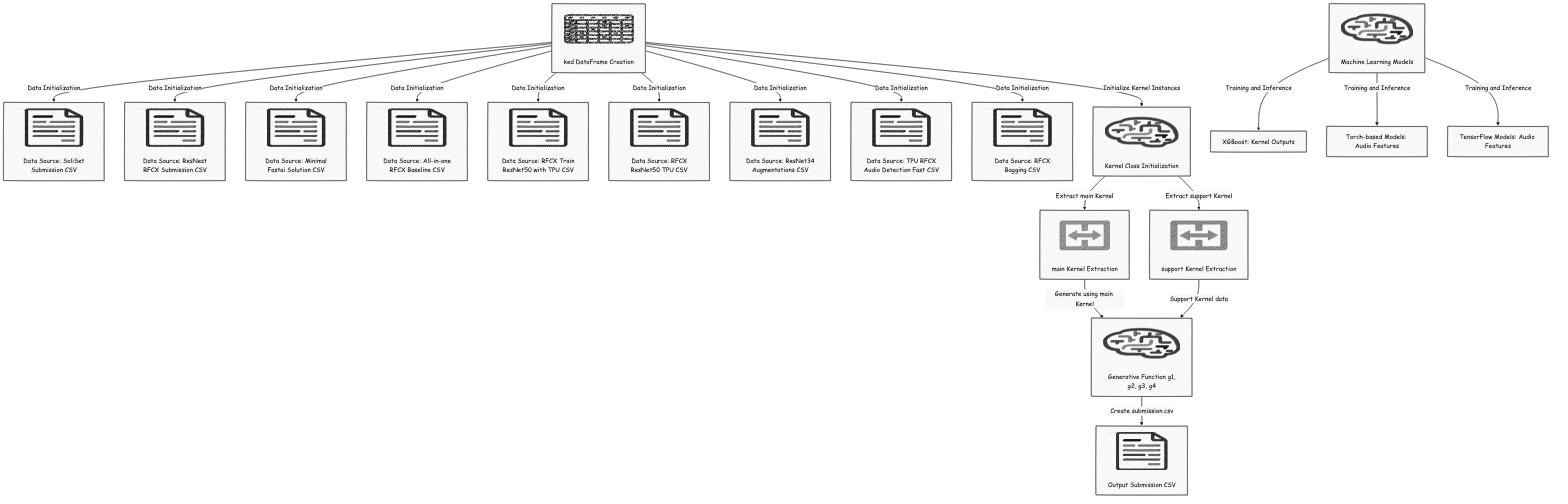 ked DataFrame Creation
Machine Learning Models
Data Initialization
Data Initialization
Data Initialization
Data Initialization
Data Initialization
Data Initialization
Data Initialization
Data Initialization
Data Initialization
Initialize Kernel Instances
Training and Inference
Training and Inference
Training and Inference
Data Source: SoliSet
Submission CSV
Data Source: ResNest
RFCX Submission CSV
Data Source: Minimal
Fastai Solution CSV
Data Source: All-in-one
RFCX Baseline CSV
Data Source: RFCX Train
ResNet50 with TPU CSV
Data Source: RFCX
ResNet50 TPU CSV
Data Source: ResNet34
Augmentations CSV
Data Source: TPU RFCX
Audio Detection Fast CSV
Data Source: RFCX
Bagging CSV
Kernel Class Initialization
XGBoost: Kernel Outputs
Torch-based Models:
Audio Features
TensorFlow Models: Audio
Features
Extract main Kernel
Extract support Kernel
main Kernel Extraction
support Kernel Extraction
Generate using main
Kernel
Support Kernel data
Generative Function g1,
g2, g3, g4
Create submission.csv
Output Submission CSV